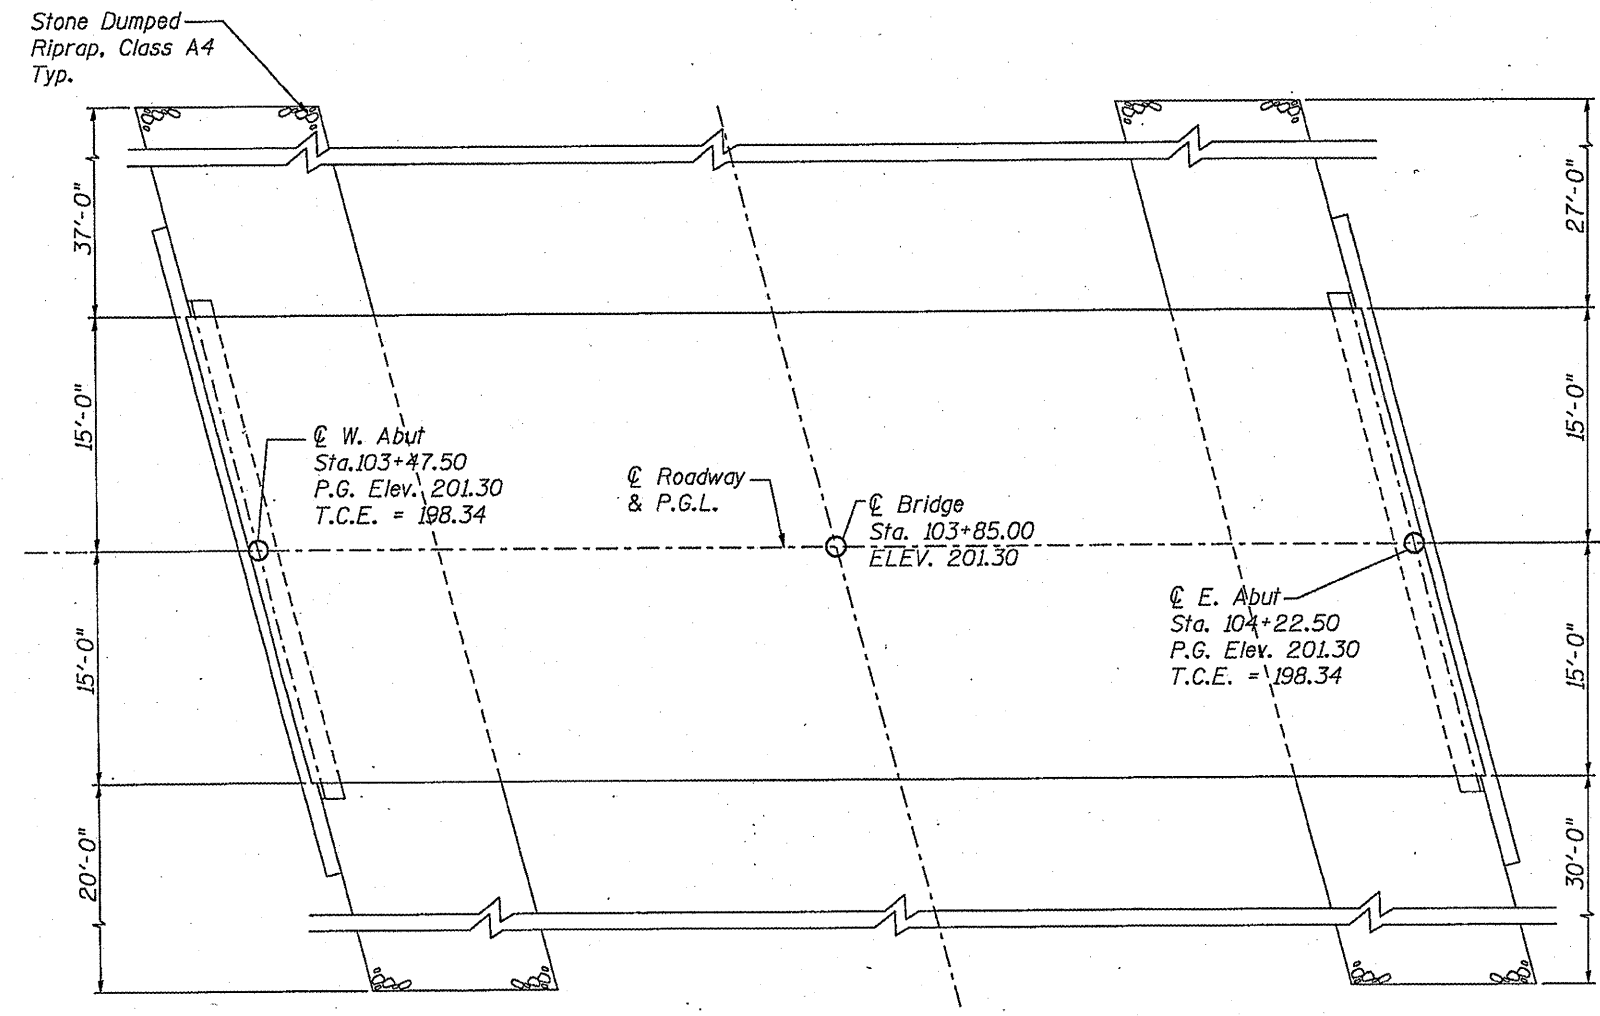 Stone Dumped
Riprap, Class A4
Typ.
37'-0"
27'-0"
15'-0"
15'-0"
℄ W. Abut
Sta.103+47.50
P.G. Elev. 201.30
T.C.E. = 198.34
℄ Roadway
& P.G.L.
℄ Bridge
Sta. 103+85.00
ELEV. 201.30
℄ E. Abut
Sta. 104+22.50
P.G. Elev. 201.30
T.C.E. = 198.34
15'-0"
15'-0"
20'-0"
30'-0"